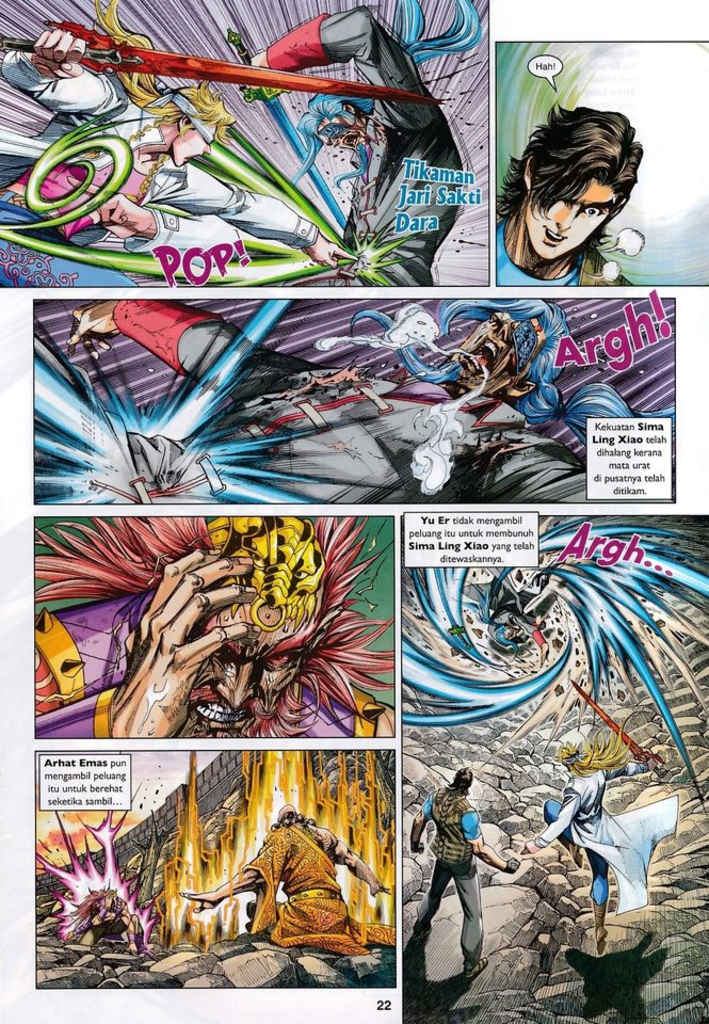 Tikaman
Jari Sakti
Dara
POP!
Hah!
Argh!
Kekuatan Sima
Ling Xiao telah
dihalang kerana
mata urat
di pusatnya telah
ditikam.
Yu Er tidak mengambil
peluang itu untuk membunuh
Sima Ling Xiao yang telah
ditewaskannya.
Argh...
Arhat Emas pun
mengambil peluang
itu untuk berehat
seketika sambil...
22